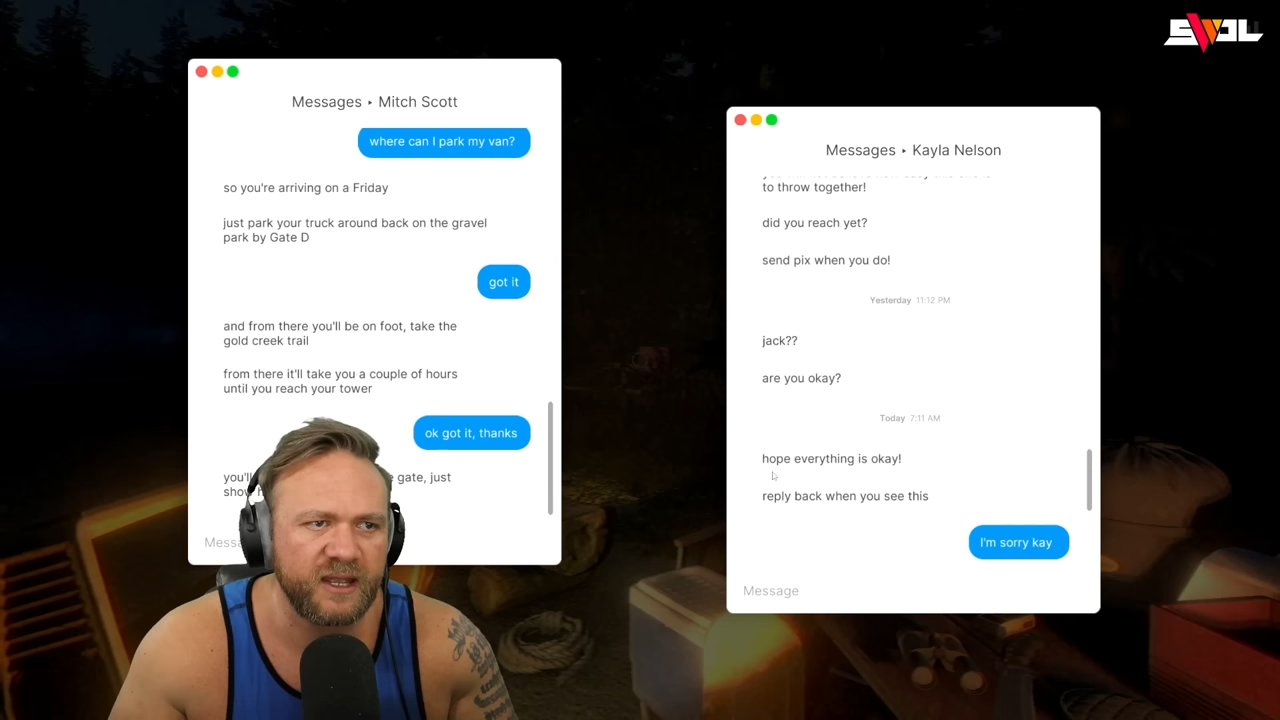 SWOL
Messages ▸ Mitch Scott
where can I park my van?
so you're arriving on a Friday
just park your truck around back on the gravel
park by Gate D
got it
and from there you'll be on foot, take the
gold creek trail
from there it'll take you a couple of hours
until you reach your tower
ok got it, thanks
gate, just
Messages ▸ Kayla Nelson
to throw together!
did you reach yet?
send pix when you do!
Yesterday 11:12 PM
jack??
are you okay?
Today 7:11 AM
hope everything is okay!
reply back when you see this
I'm sorry kay
Message